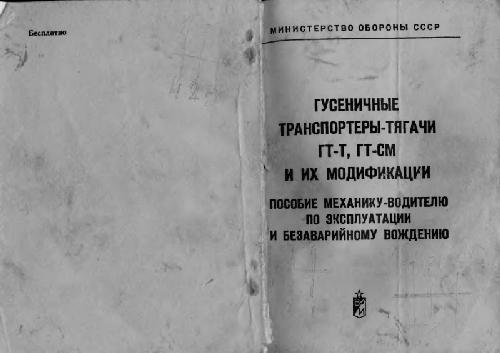 Бесплатно
МИНИСТЕРСТВО ОБОРОНЫ СССР
ГУСЕНИЧНЫЕ
ТРАНСПОРТЕРЫ-ТЯГАЧИ
ГТ-Т, ГТ-СМ
И ИХ МОДИФИКАЦИИ
ПОСОБИЕ МЕХАНИКУ-ВОДИТЕЛЮ
ПО ЭКСПЛУАТАЦИИ
И БЕЗАВАРИЙНОМУ ВОЖДЕНИЮ